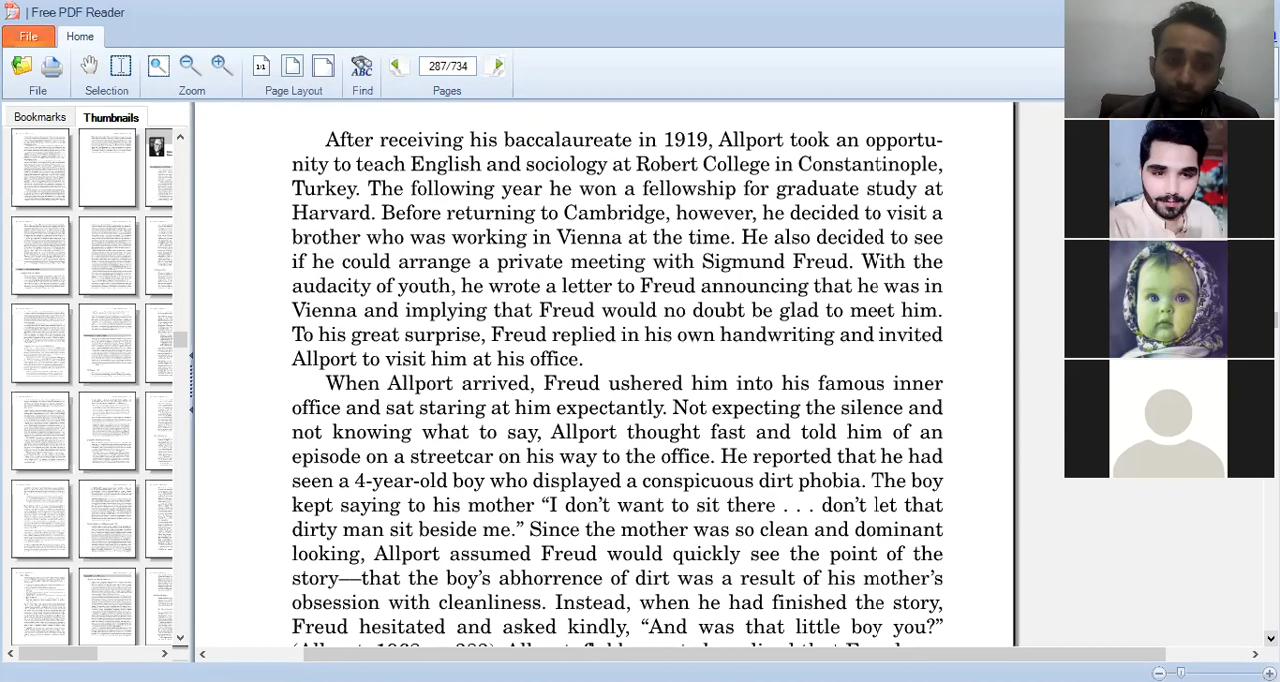 | Free PDF Reader
File
Home
File
Selection
Zoom
1:1
Page Layout
ABC
Find
287/734
Pages
Bookmarks
Thumbnails
After receiving his baccalaureate in 1919, Allport took an opportu-
nity to teach English and sociology at Robert College in Constantinople,
Turkey. The following year he won a fellowship for graduate study at
Harvard. Before returning to Cambridge, however, he decided to visit a
brother who was working in Vienna at the time. He also decided to see
if he could arrange a private meeting with Sigmund Freud. With the
audacity of youth, he wrote a letter to Freud announcing that he was in
Vienna and implying that Freud would no doubt be glad to meet him.
To his great surprise, Freud replied in his own handwriting and invited
Allport to visit him at his office.
When Allport arrived, Freud ushered him into his famous inner
office and sat staring at him expectantly. Not expecting the silence and
not knowing what to say, Allport thought fast and told him of an
episode on a streetcar on his way to the office. He reported that he had
seen a 4-year-old boy who displayed a conspicuous dirt phobia. The boy
kept saying to his mother "I don't want to sit there . . . don't let that
dirty man sit beside me." Since the mother was so clean and dominant
looking, Allport assumed Freud would quickly see the point of the
story—that the boy's abhorrence of dirt was a result of his mother's
obsession with cleanliness. Instead, when he had finished the story,
Freud hesitated and asked kindly, "And was that little boy you?"